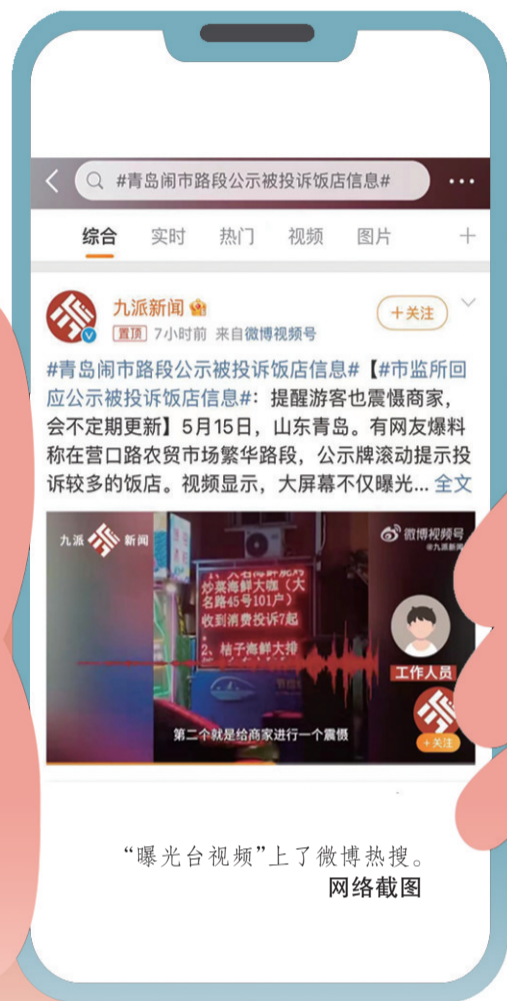 #青岛闹市路段公示被投诉饭店信息#
综合 实时 热门 视频 图片
九派新闻
置顶 7小时前 来自微博视频号
+关注
#青岛闹市路段公示被投诉饭店信息#【#市监所回
应公示被投诉饭店信息#：提醒游客也震慑商家，
会不定期更新】5月15日，山东青岛。有网友爆料
称在营口路农贸市场繁华路段，公示牌滚动提示投
诉较多的饭店。视频显示，大屏幕不仅曝光... 全文
九派 新闻
微博视频号
@九派新闻
炒菜海鲜大咖（大
名路45号101户）
收到消费投诉7起
2、桔子海鲜大排
工作人员
+关注
第二个就是给商家进行一个震慑
“曝光台视频”上了微博热搜。
网络截图